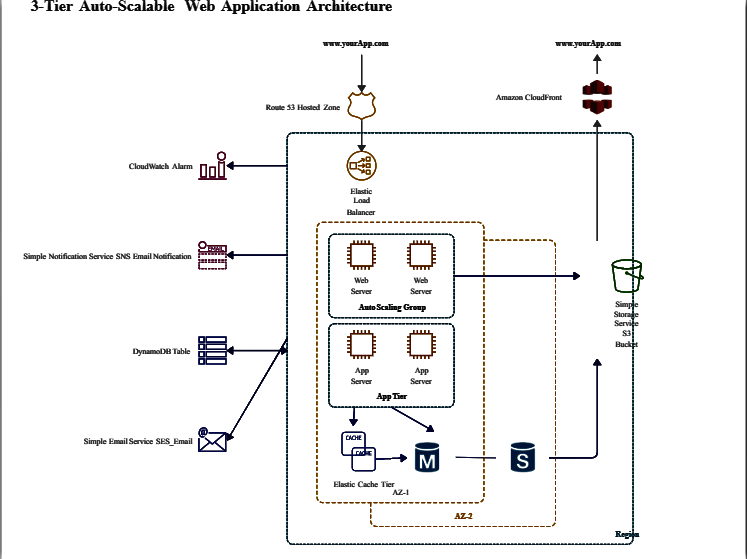 3-Tier Auto-Scalable Web Application Architecture
www.yourApp.com
www.yourApp.com
Amazon CloudFront
Route 53 Hosted Zone
CloudWatch Alarm
Elastic
Load
Balancer
EMAIL
Simple Notification Service SNS Email Notification
Web
Server
Web
Server
Auto Scaling Group
Simple
Storage
Service
S3
Bucket
DynamoDB Table
App
Server
App
Server
App Tier
@
Simple Email Service SES_Email
CACHE
CACHE
M
S
Elastic Cache Tier
AZ-1
AZ-2
Region